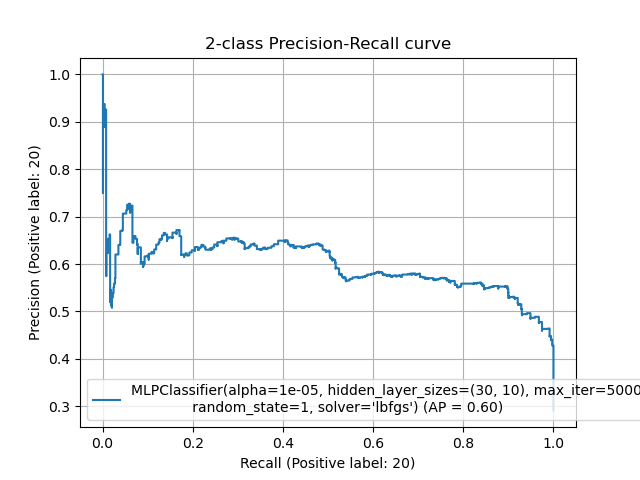 2-class Precision-Recall curve
1.0
0.9
0.8
0.7
0.6
0.5
0.4
0.3
Precision (Positive label: 20)
MLPClassifier(alpha=1e-05, hidden_layer_sizes=(30, 10), max_iter=5000
random_state=1, solver='lbfgs') (AP = 0.60)
0.0 0.2 0.4 0.6 0.8 1.0
Recall (Positive label: 20)